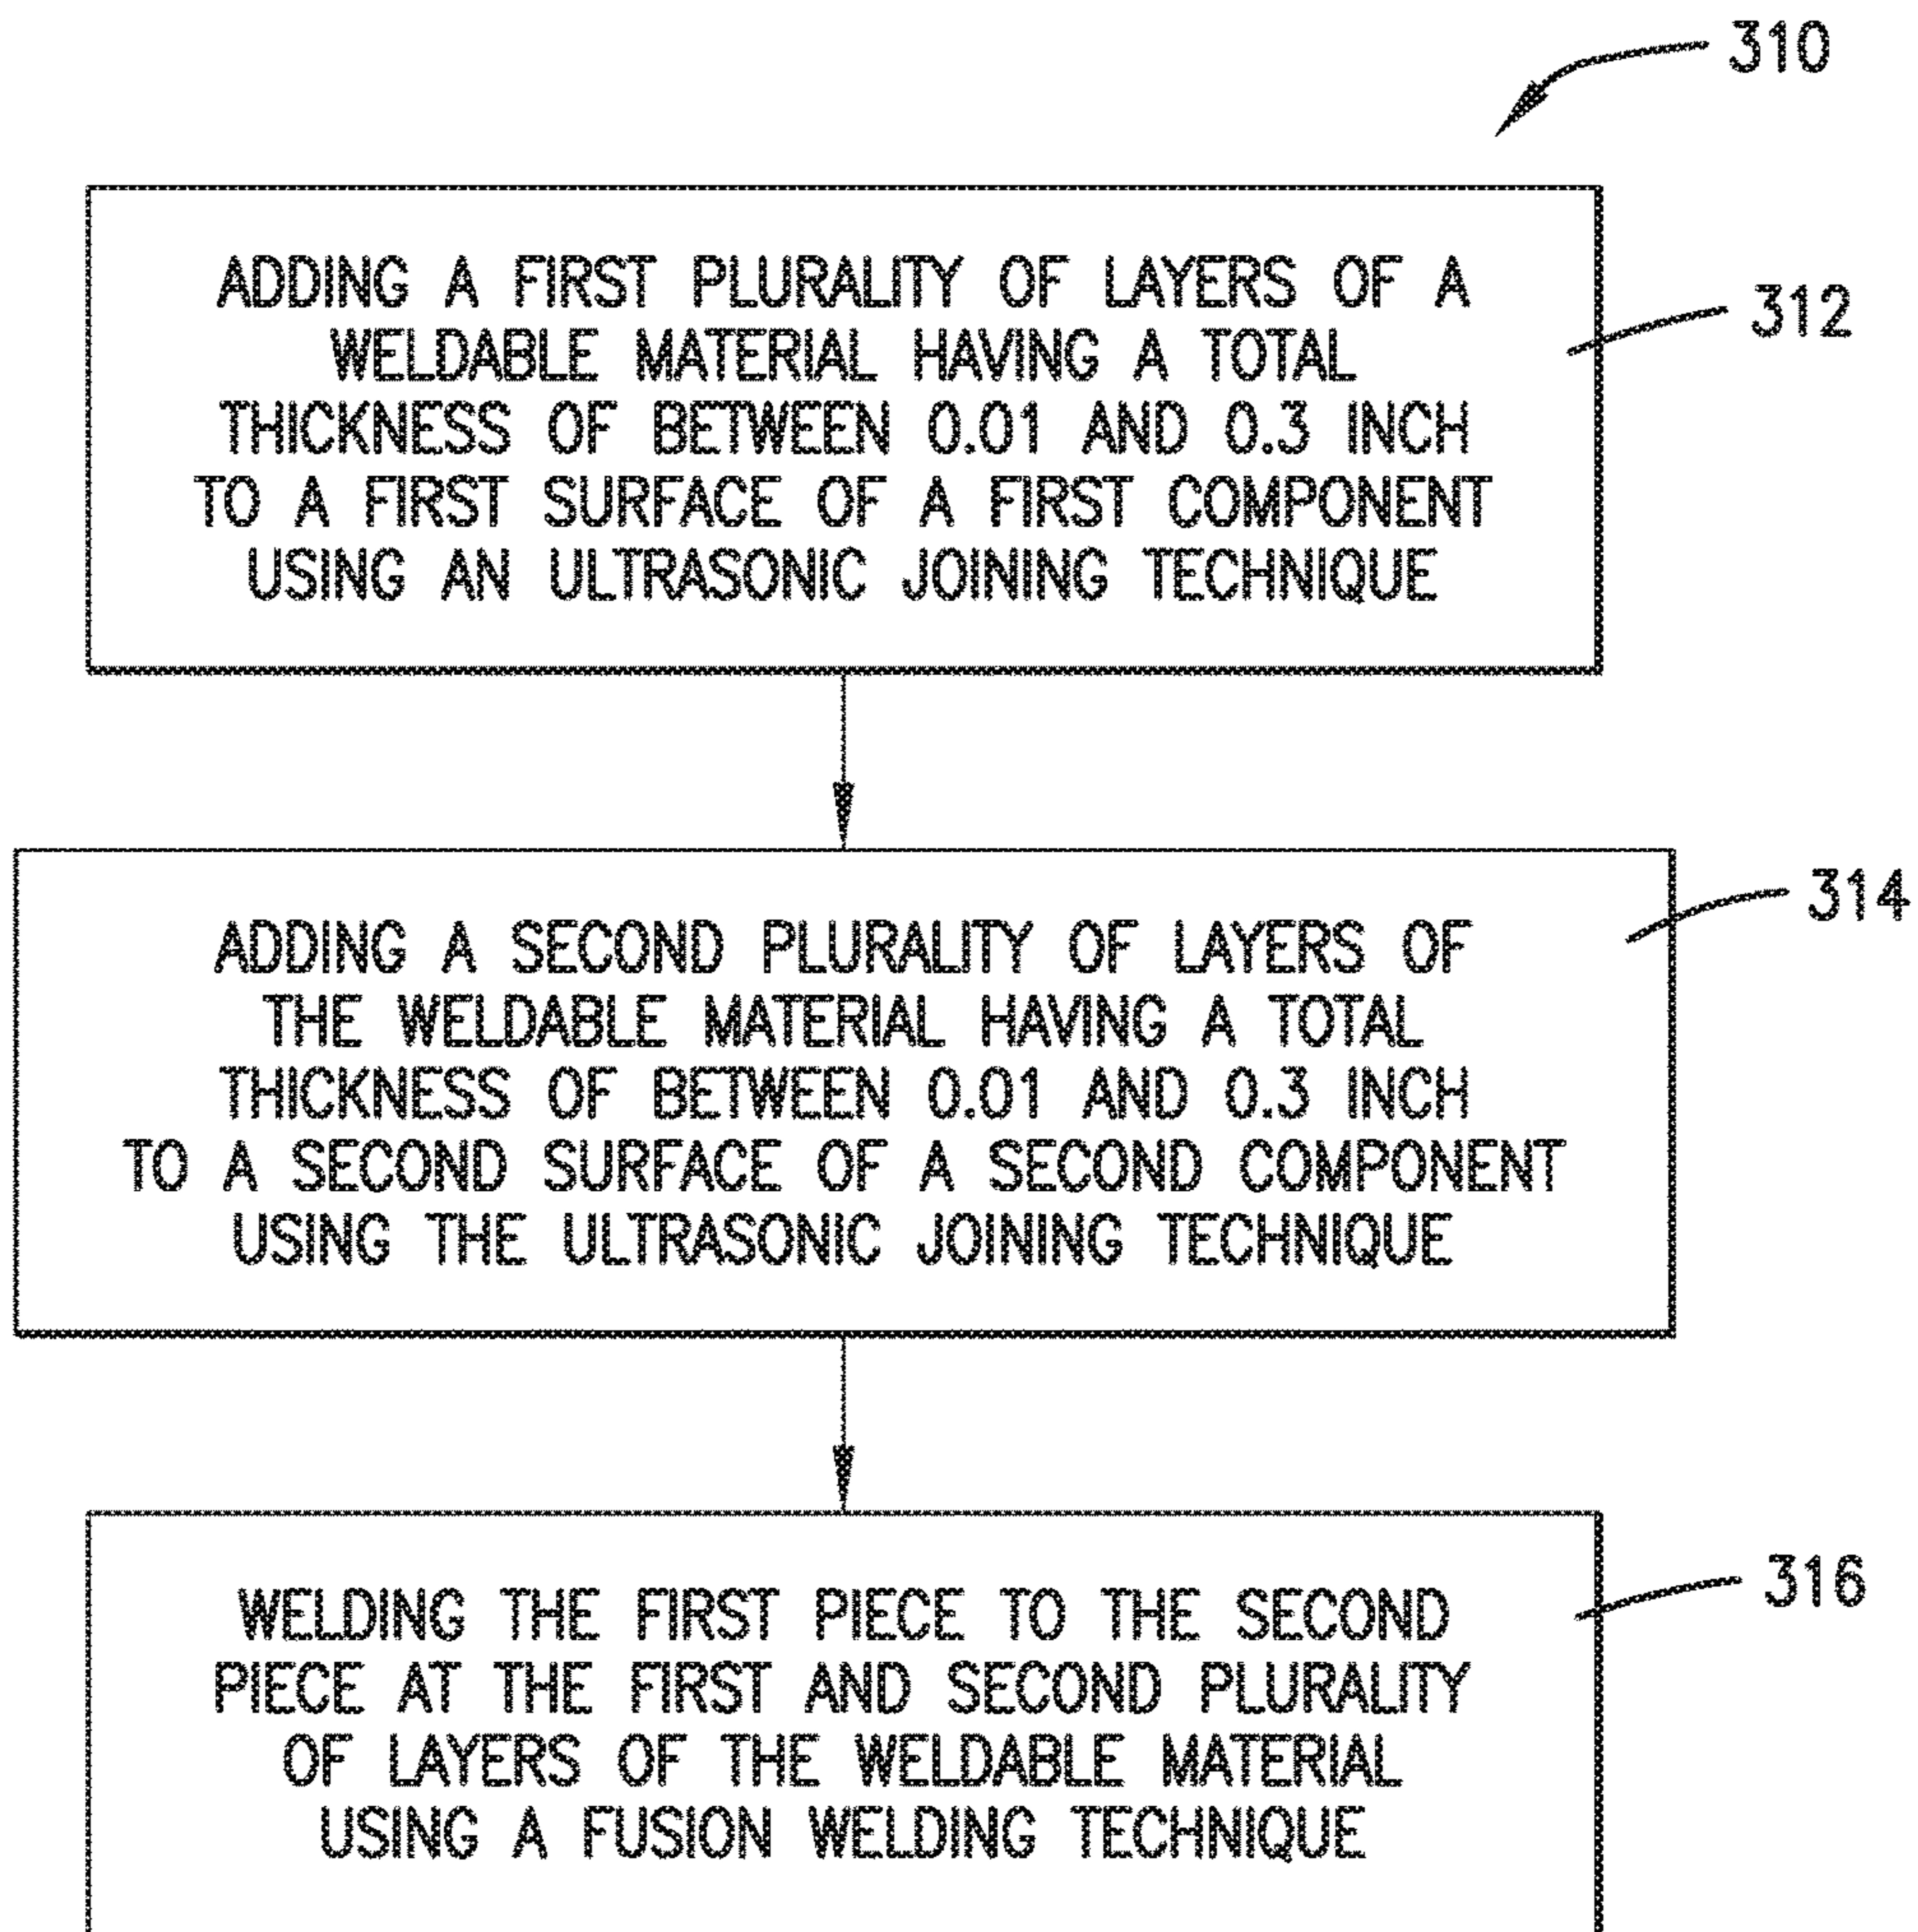 310
ADDING A FIRST PLURALITY OF LAYERS OF A
WELDABLE MATERIAL HAVING A TOTAL
THICKNESS OF BETWEEN 0.01 AND 0.3 INCH
TO A FIRST SURFACE OF A FIRST COMPONENT
USING AN ULTRASONIC JOINING TECHNIQUE
312
ADDING A SECOND PLURALITY OF LAYERS OF
THE WELDABLE MATERIAL HAVING A TOTAL
THICKNESS OF BETWEEN 0.01 AND 0.3 INCH
TO A SECOND SURFACE OF A SECOND COMPONENT
USING THE ULTRASONIC JOINING TECHNIQUE
314
WELDING THE FIRST PIECE TO THE SECOND
PIECE AT THE FIRST AND SECOND PLURALITY
OF LAYERS OF THE WELDABLE MATERIAL
USING A FUSION WELDING TECHNIQUE
316